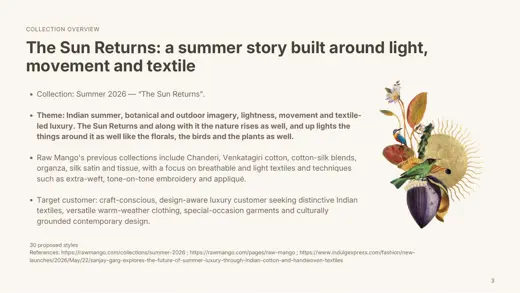 COLLECTION OVERVIEW
The Sun Returns: a summer story built around light,
movement and textile
• Collection: Summer 2026 — “The Sun Returns”.
• Theme: Indian summer, botanical and outdoor imagery, lightness, movement and textile-
led luxury. The Sun Returns and along with it the nature rises as well, and up lights the
things around it as well like the florals, the birds and the plants as well.
• Raw Mango's previous collections include Chanderi, Venkatagiri cotton, cotton-silk blends,
organza, silk satin and tissue, with a focus on breathable and light textiles and techniques
such as extra-weft, tone-on-tone embroidery and appliqué.
• Target customer: craft-conscious, design-aware luxury customer seeking distinctive Indian
textiles, versatile warm-weather clothing, special-occasion garments and culturally
grounded contemporary design.
30 proposed styles
References: https://rawmango.com/collections/summer-2026 ; https://rawmango.com/pages/raw-mango ; https://www.indulgexpress.com/fashion/new-
launches/2026/May/22/sanjay-garg-explores-the-future-of-summer-luxury-through-indian-cotton-and-handwoven-textiles
3